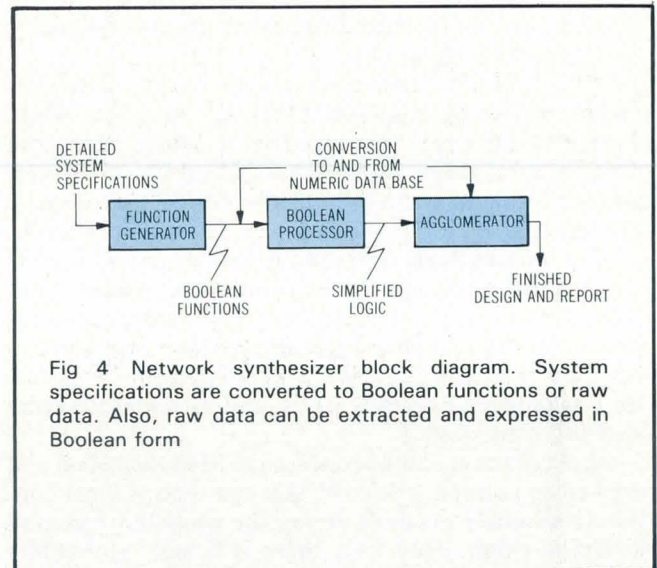 DETAILED
SYSTEM
SPECIFICATIONS
CONVERSION
TO AND FROM
NUMERIC DATA BASE
FUNCTION
GENERATOR
BOOLEAN
PROCESSOR
AGGLOMERATOR
BOOLEAN
FUNCTIONS
SIMPLIFIED
LOGIC
FINISHED
DESIGN AND REPORT
Fig 4 Network synthesizer block diagram. System
specifications are converted to Boolean functions or raw
data. Also, raw data can be extracted and expressed in
Boolean form